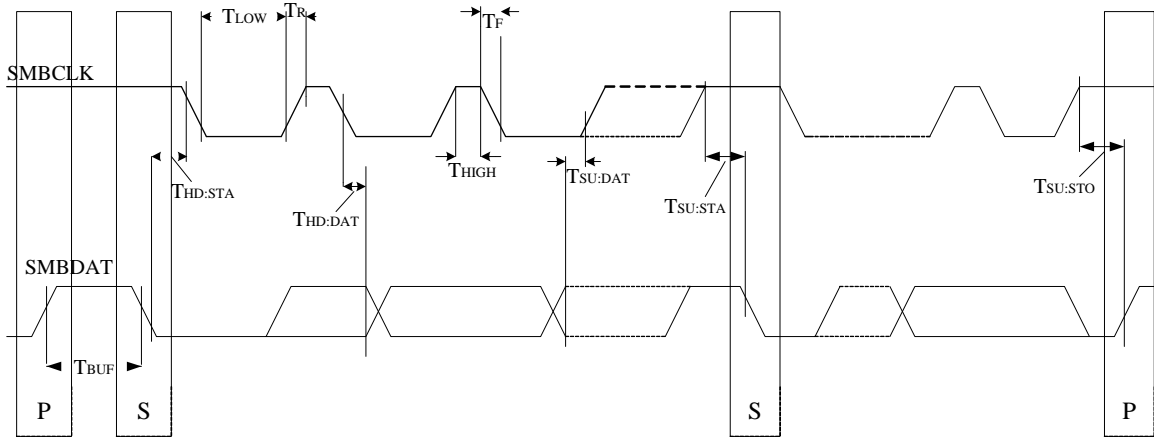 TLOW
TR
TF
SMBCLK
THD:STA
THD:DAT
THIGH
TSU:DAT
TSU:STA
TSU:STO
SMBDAT
TBUF
P
S
S
P